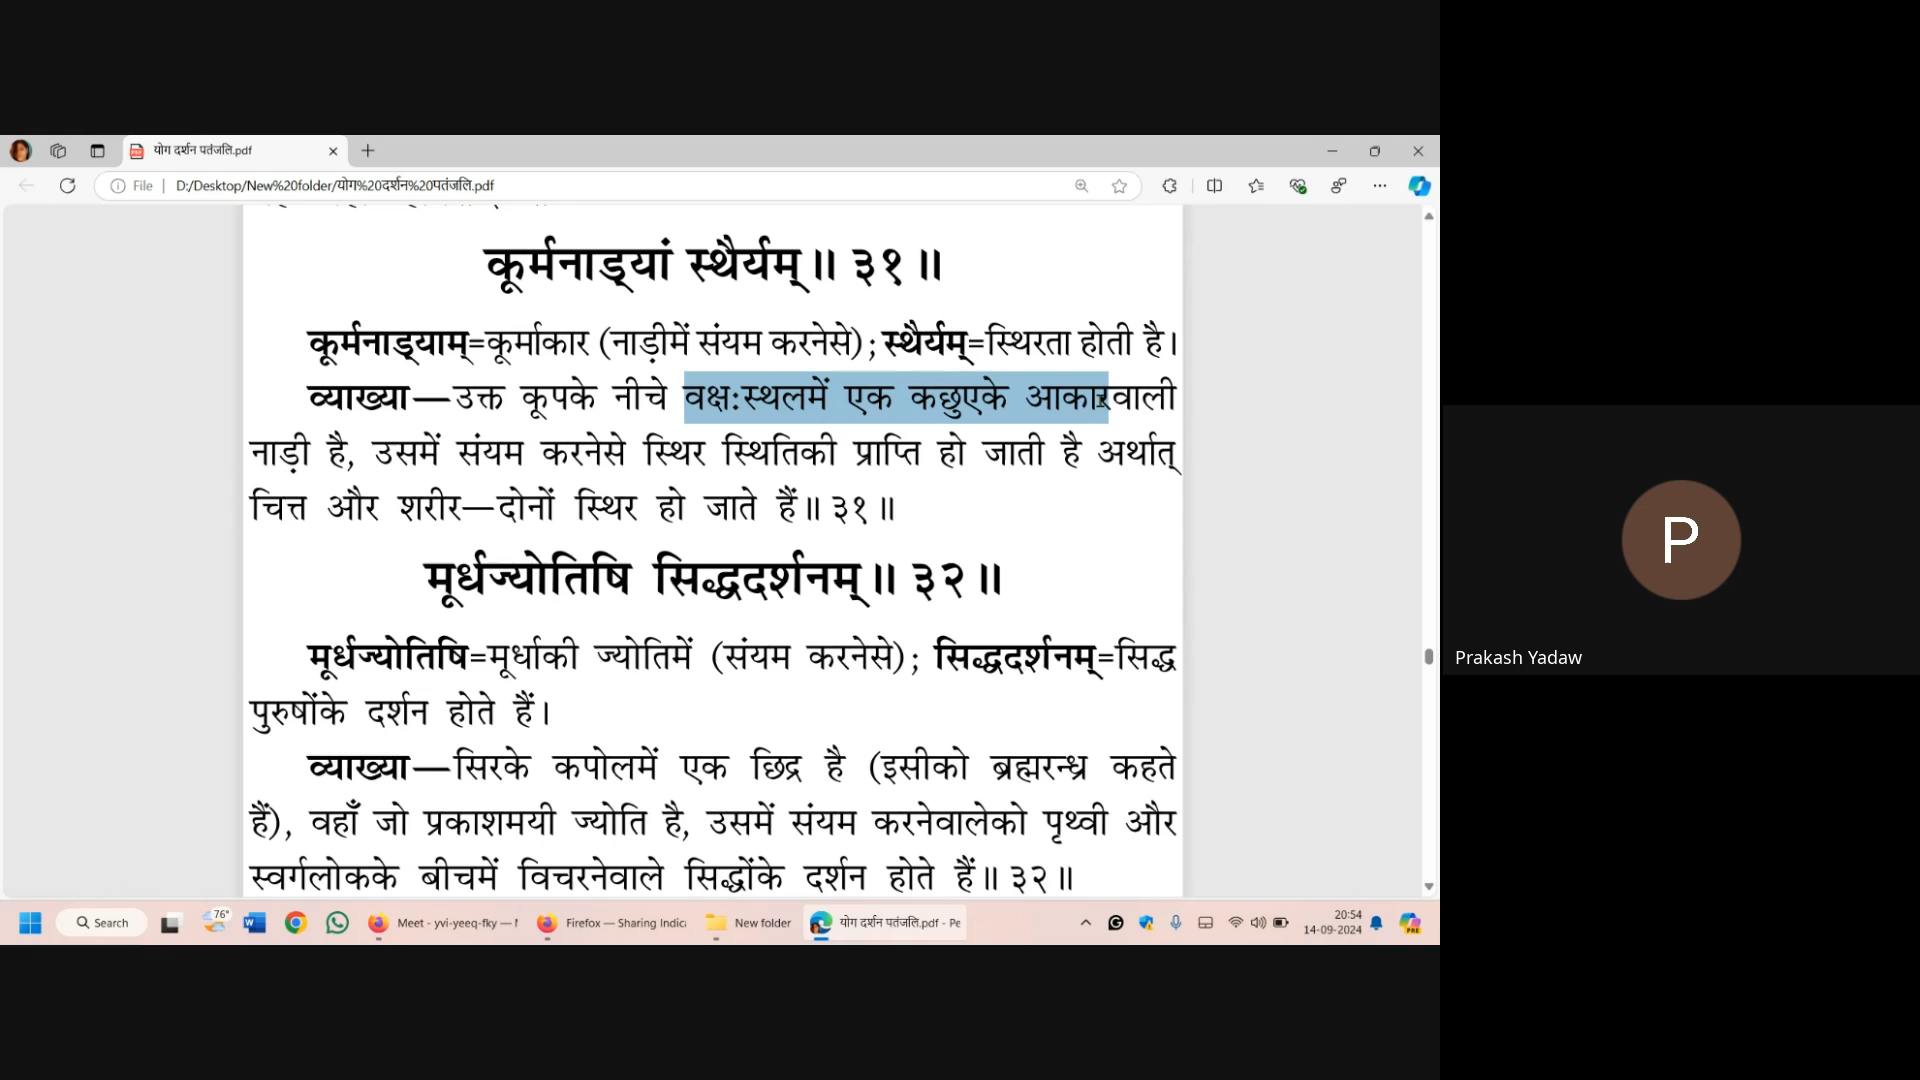 योग दर्शन पतंजलि.pdf
File | D:/Desktop/New%20folder/योग%20दर्शन%20पतंजलि.pdf
कूर्मनाड्यां स्थैर्यम्॥ ३१॥
कूर्मनाड्याम्=कूर्माकार (नाड़ीमें संयम करनेसे); स्थैर्यम्=स्थिरता होती है।
व्याख्या—उक्त कूपके नीचे वक्ष:स्थलमें एक कछुएके आकारवाली
नाड़ी है, उसमें संयम करनेसे स्थिर स्थितिकी प्राप्ति हो जाती है अर्थात्
चित्त और शरीर—दोनों स्थिर हो जाते हैं॥ ३१॥
मूर्धज्योतिषि सिद्धदर्शनम्॥ ३२॥
मूर्धज्योतिषि=मूर्धाकी ज्योतिमें (संयम करनेसे); सिद्धदर्शनम्=सिद्ध
पुरुषोंके दर्शन होते हैं।
व्याख्या—सिरके कपोलमें एक छिद्र है (इसीको ब्रह्मरन्ध्र कहते
हैं), वहाँ जो प्रकाशमयी ज्योति है, उसमें संयम करनेवालेको पृथ्वी और
स्वर्गलोकके बीचमें विचरनेवाले सिद्धोंके दर्शन होते हैं॥ ३२॥
P
Prakash Yadaw
Search 76° Meet - yvi-yeeq-fky — Firefox — Sharing Indic New folder योग दर्शन पतंजलि.pdf - Pe 20:54
14-09-2024